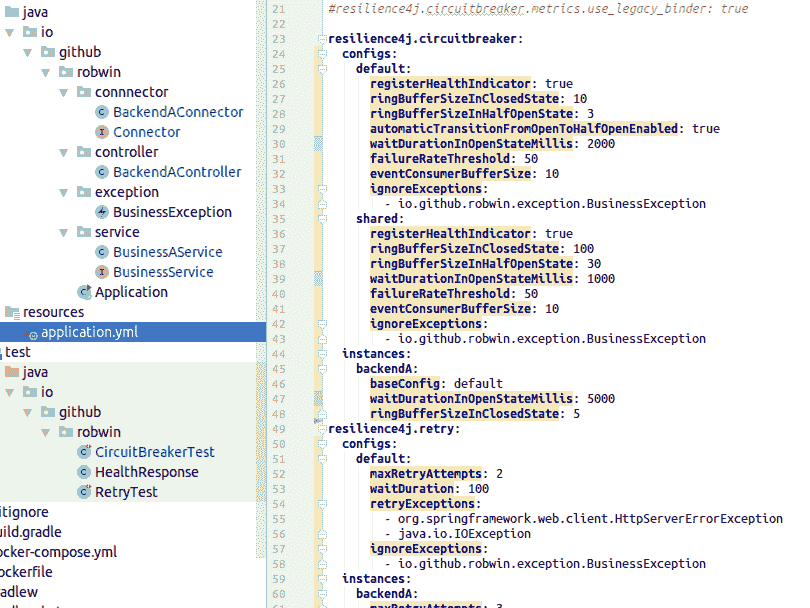 java
io
github
robwin
connnector
BackendAConnector
Connector
controller
BackendAController
exception
BusinessException
service
BusinessAService
BusinessService
Application
resources
application.yml
test
java
io
github
robwin
CircuitBreakerTest
HealthResponse
RetryTest
itignore
uild.gradle
ocker-compose.yml
ockerfile
radlew
21 #resilience4j.circuitbreaker.metrics.use_legacy_binder: true
22
23 resilience4j.circuitbreaker:
24 configs:
25 default:
26 registerHealthIndicator: true
27 ringBufferSizeInClosedState: 10
28 ringBufferSizeInHalfOpenState: 3
29 automaticTransitionFromOpenToHalfOpenEnabled: true
30 waitDurationInOpenStateMillis: 2000
31 failureRateThreshold: 50
32 eventConsumerBufferSize: 10
33 ignoreExceptions:
34 - io.github.robwin.exception.BusinessException
35 shared:
36 registerHealthIndicator: true
37 ringBufferSizeInClosedState: 100
38 ringBufferSizeInHalfOpenState: 30
39 waitDurationInOpenStateMillis: 1000
40 failureRateThreshold: 50
41 eventConsumerBufferSize: 10
42 ignoreExceptions:
43 - io.github.robwin.exception.BusinessException
44 instances:
45 backendA:
46 baseConfig: default
47 waitDurationInOpenStateMillis: 5000
48 ringBufferSizeInClosedState: 5
49 resilience4j.retry:
50 configs:
51 default:
52 maxRetryAttempts: 2
53 waitDuration: 100
54 retryExceptions:
55 - org.springframework.web.client.HttpServerErrorException
56 - java.io.IOException
57 ignoreExceptions:
58 - io.github.robwin.exception.BusinessException
59 instances:
60 backendA:
61 maxRetryAttempts: 3